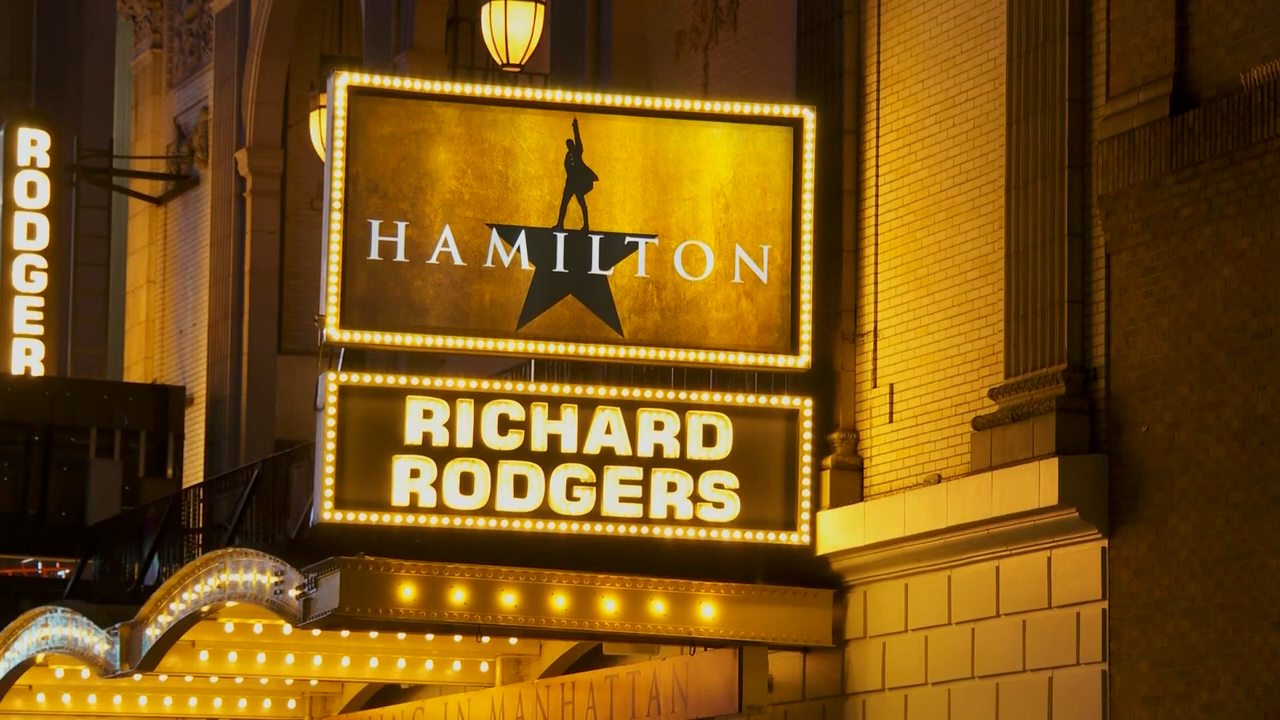 RODGER
HAMILTON
RICHARD
RODGERS
IN MANHATTAN